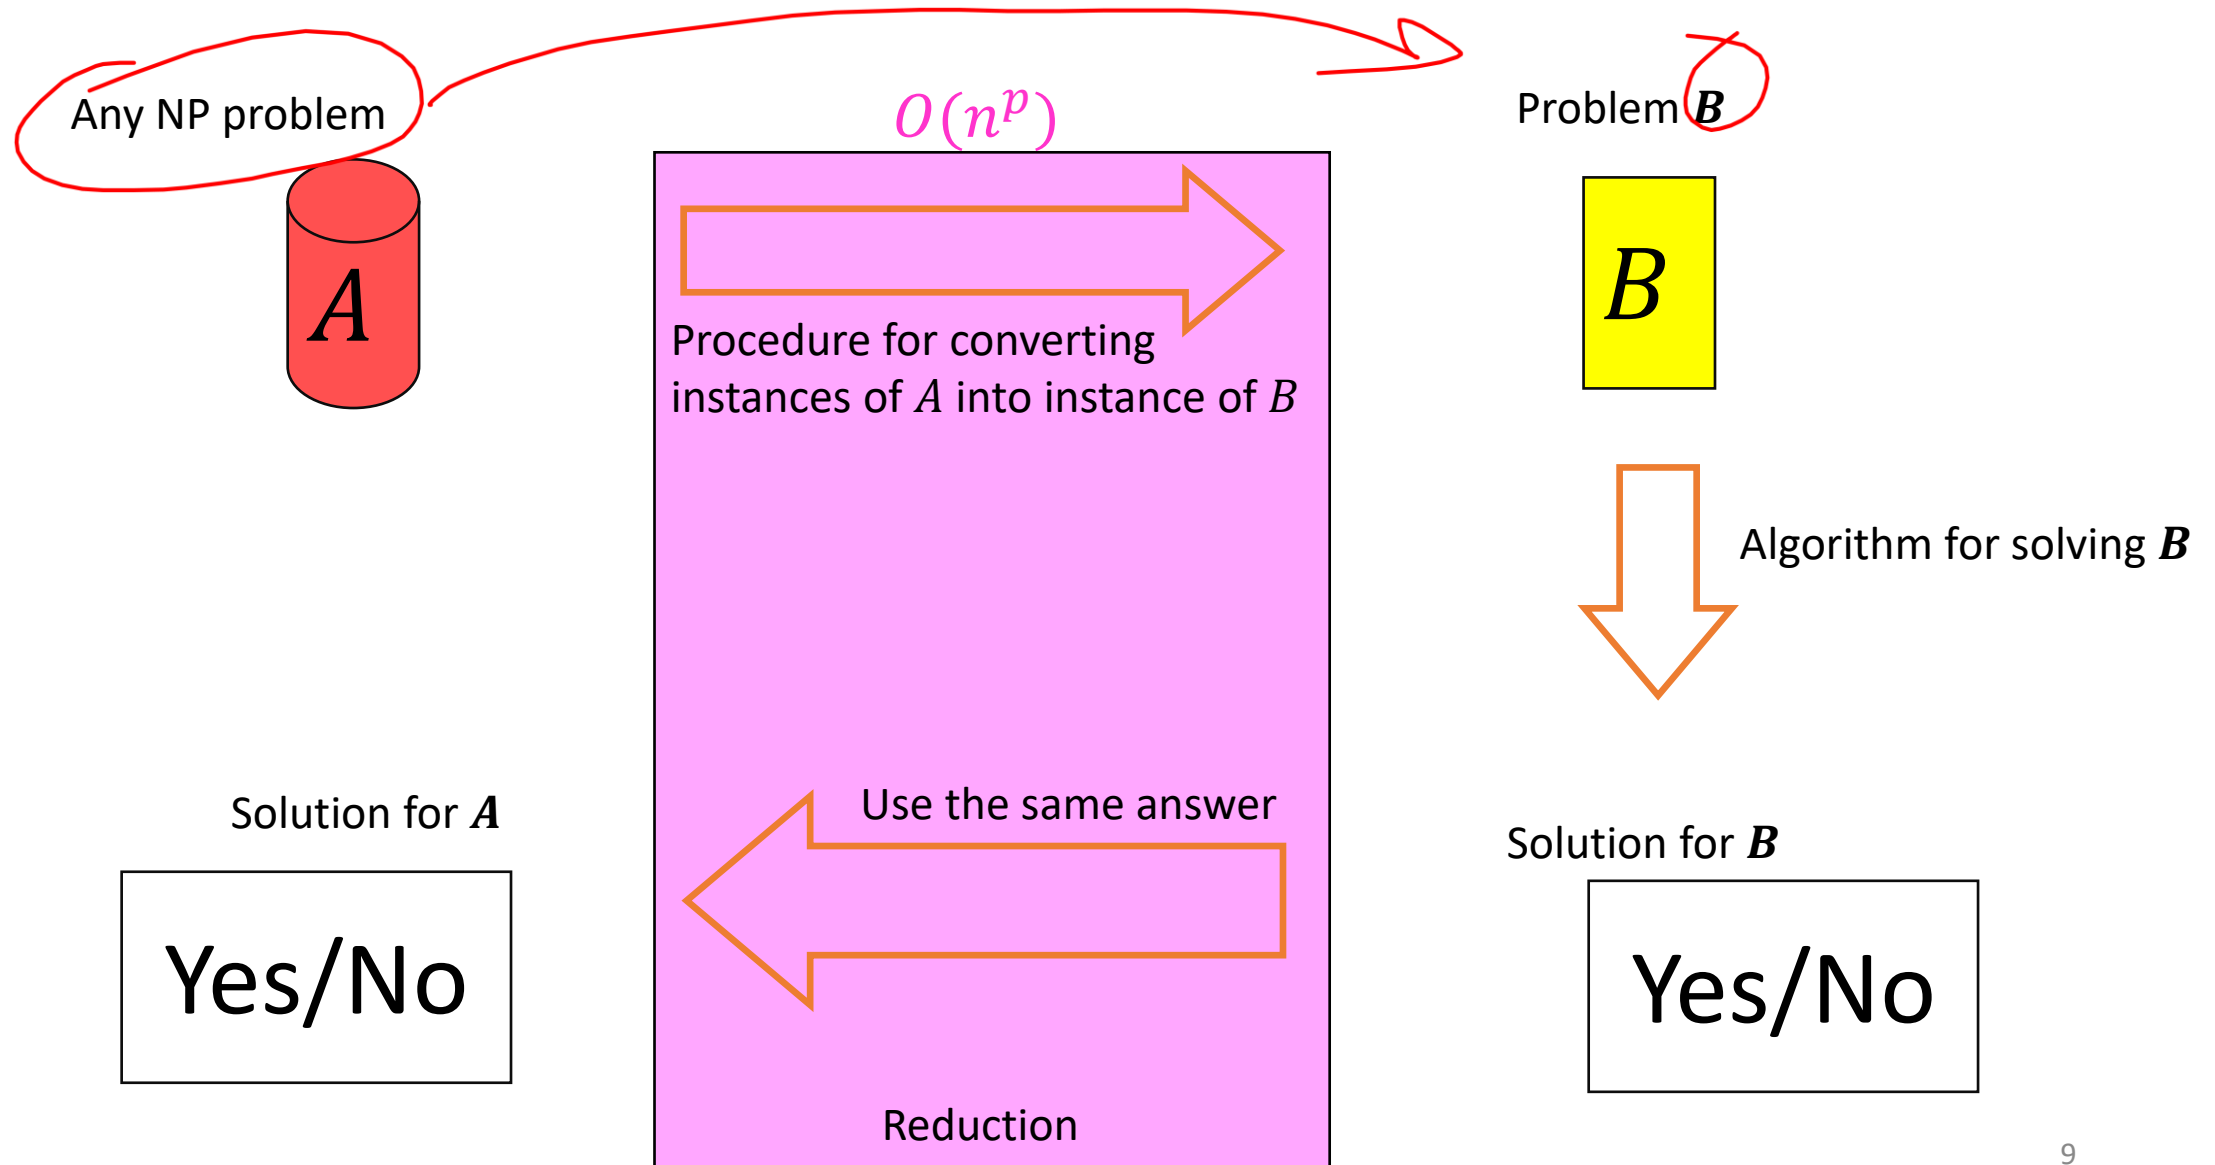 Any NP problem
O(n^p)
Problem B
A
B
Procedure for converting
instances of A into instance of B
Algorithm for solving B
Solution for A
Use the same answer
Solution for B
Yes/No
Yes/No
Reduction
9